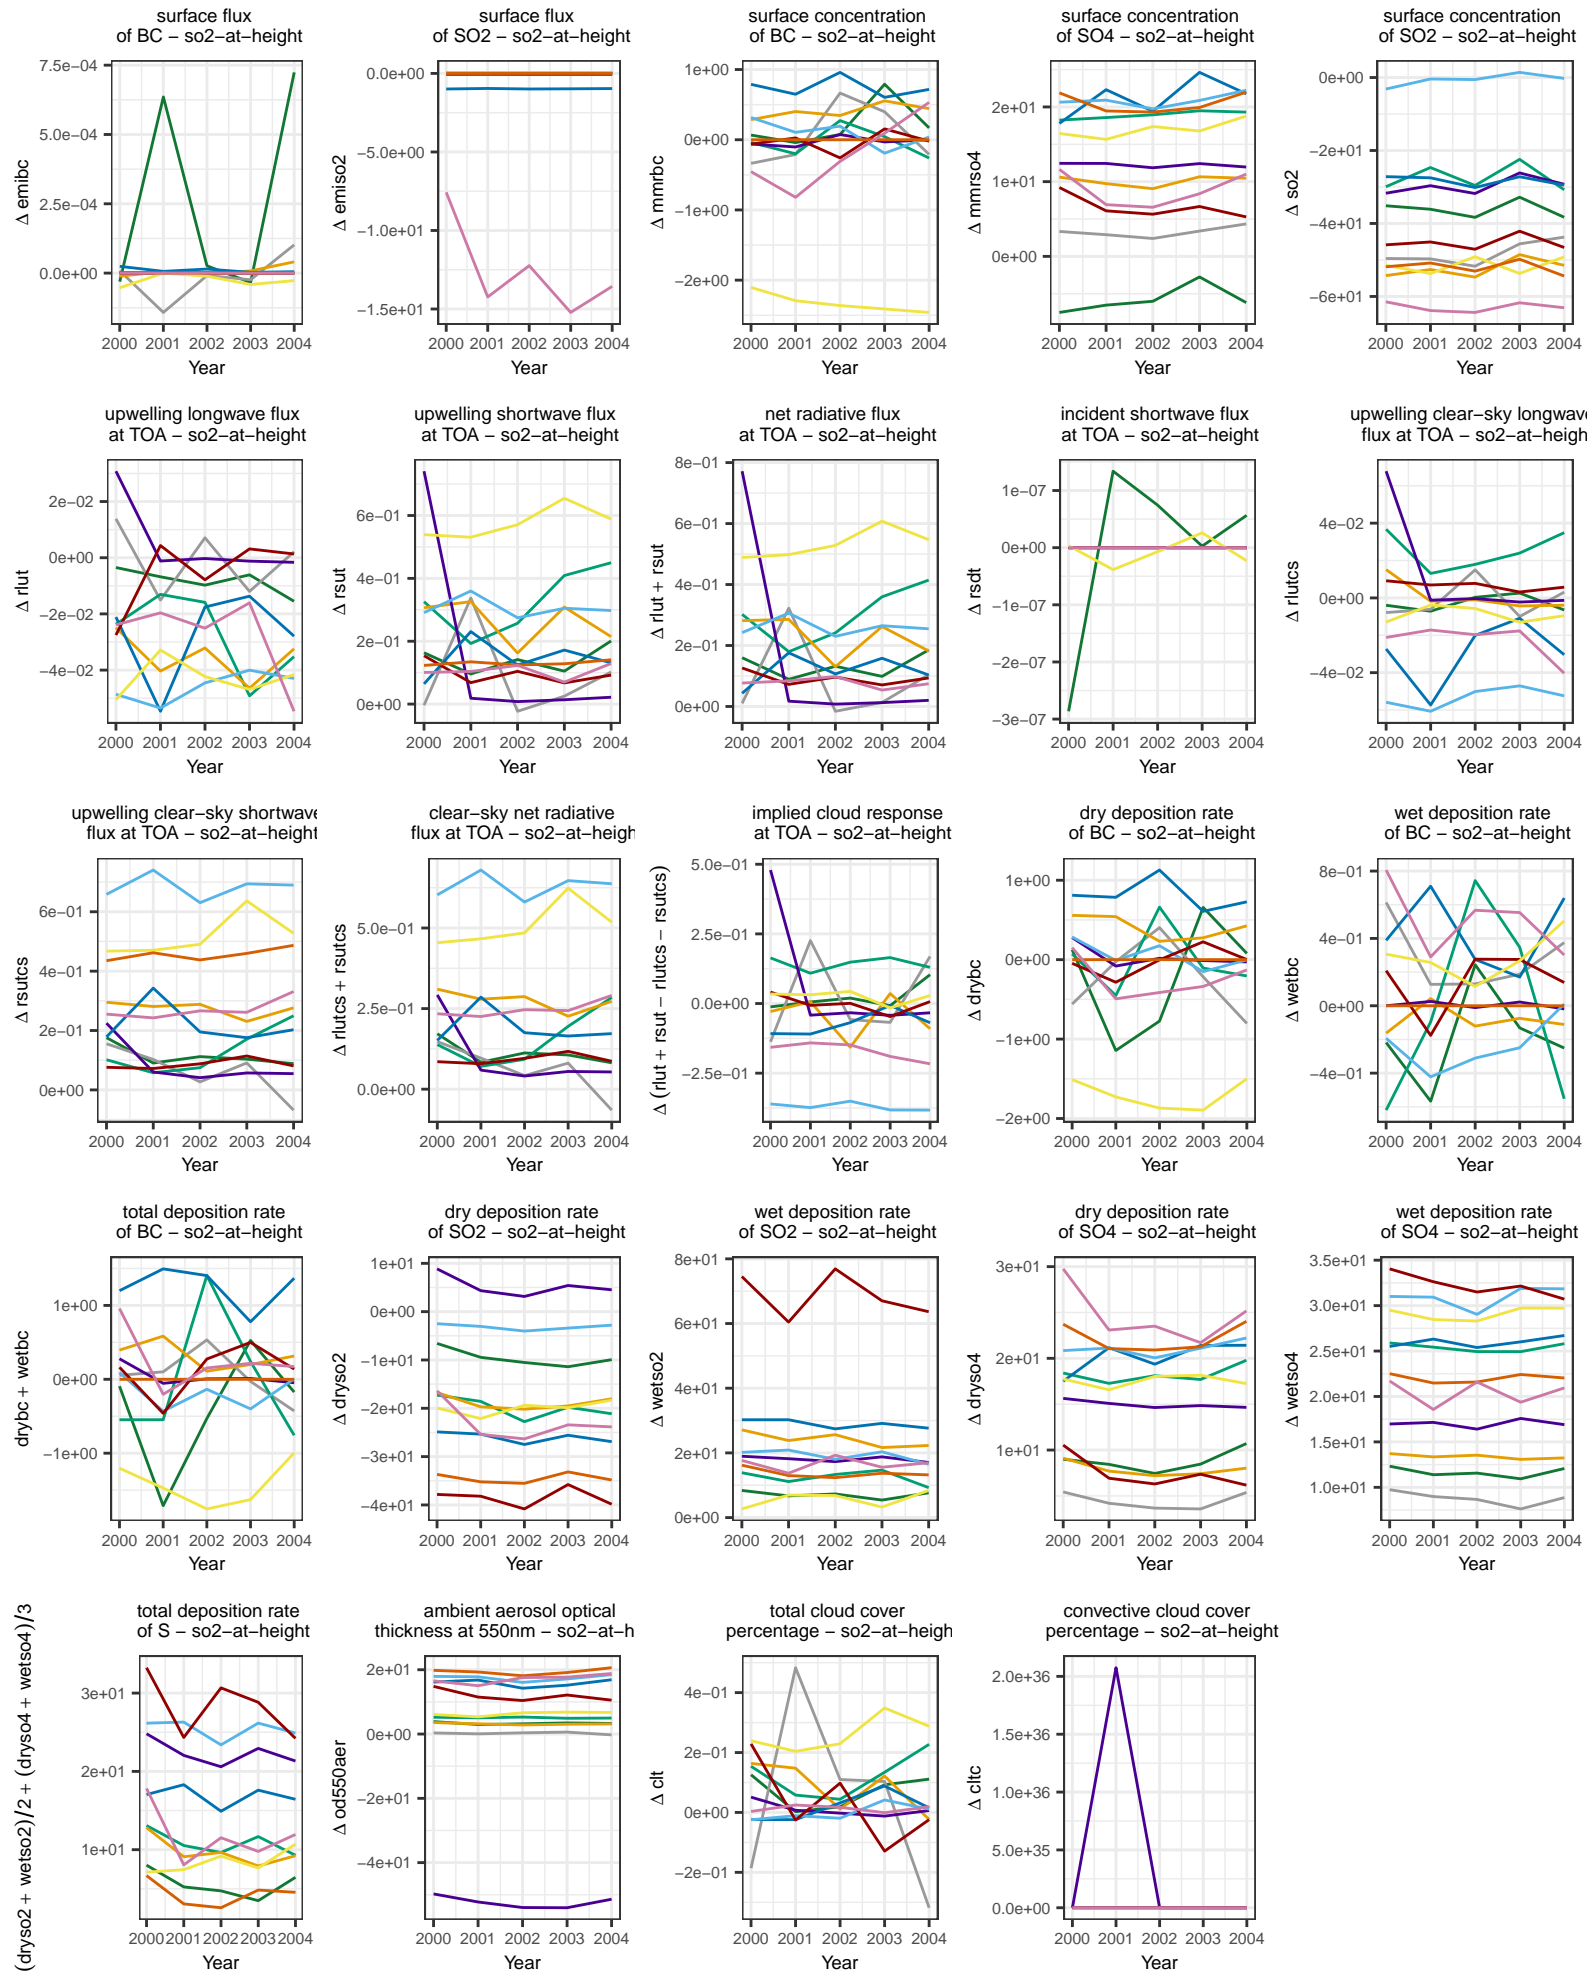 surface flux
of BC − so2−at−height
surface flux
of SO2 − so2−at−height
surface concentration
of BC − so2−at−height
surface concentration
of SO4 − so2−at−height
surface concentration
of SO2 − so2−at−height
Δ emibc
7.5e−04
5.0e−04
2.5e−04
0.0e+00
2000 2001 2002 2003 2004
Year
Δ emiso2
0.0e+00
−5.0e+00
−1.0e+01
−1.5e+01
2000 2001 2002 2003 2004
Year
Δ mmrbc
1e+00
0e+00
−1e+00
−2e+00
2000 2001 2002 2003 2004
Year
Δ mmrso4
2e+01
1e+01
0e+00
2000 2001 2002 2003 2004
Year
Δ so2
0e+00
−2e+01
−4e+01
−6e+01
2000 2001 2002 2003 2004
Year
upwelling longwave flux
at TOA − so2−at−height
upwelling shortwave flux
at TOA − so2−at−height
net radiative flux
at TOA − so2−at−height
incident shortwave flux
at TOA − so2−at−height
upwelling clear−sky longwave
flux at TOA − so2−at−heigh
Δ rlut
2e−02
0e+00
−2e−02
−4e−02
2000 2001 2002 2003 2004
Year
Δ rsut
6e−01
4e−01
2e−01
0e+00
2000 2001 2002 2003 2004
Year
Δ rlut + rsut
8e−01
6e−01
4e−01
2e−01
0e+00
2000 2001 2002 2003 2004
Year
Δ rsdt
1e−07
0e+00
−1e−07
−2e−07
−3e−07
2000 2001 2002 2003 2004
Year
Δ rlutcs
4e−02
0e+00
−4e−02
2000 2001 2002 2003 2004
Year
upwelling clear−sky shortwave
flux at TOA − so2−at−height
clear−sky net radiative
flux at TOA − so2−at−heigh
implied cloud response
at TOA − so2−at−height
dry deposition rate
of BC − so2−at−height
wet deposition rate
of BC − so2−at−height
Δ rsutcs
6e−01
4e−01
2e−01
0e+00
2000 2001 2002 2003 2004
Year
Δ rlutcs + rsutcs
5.0e−01
2.5e−01
0.0e+00
2000 2001 2002 2003 2004
Year
Δ (rlut + rsut − rlutcs − rsutcs)
5.0e−01
2.5e−01
0.0e+00
−2.5e−01
2000 2001 2002 2003 2004
Year
Δ drybc
1e+00
0e+00
−1e+00
−2e+00
2000 2001 2002 2003 2004
Year
Δ wetbc
8e−01
4e−01
0e+00
−4e−01
2000 2001 2002 2003 2004
Year
total deposition rate
of BC − so2−at−height
dry deposition rate
of SO2 − so2−at−height
wet deposition rate
of SO2 − so2−at−height
dry deposition rate
of SO4 − so2−at−height
wet deposition rate
of SO4 − so2−at−height
drybc + wetbc
1e+00
0e+00
−1e+00
2000 2001 2002 2003 2004
Year
Δ dryso2
1e+01
0e+00
−1e+01
−2e+01
−3e+01
−4e+01
2000 2001 2002 2003 2004
Year
Δ wetso2
8e+01
6e+01
4e+01
2e+01
0e+00
2000 2001 2002 2003 2004
Year
Δ dryso4
3e+01
2e+01
1e+01
2000 2001 2002 2003 2004
Year
Δ wetso4
3.5e+01
3.0e+01
2.5e+01
2.0e+01
1.5e+01
1.0e+01
2000 2001 2002 2003 2004
Year
total deposition rate
of S − so2−at−height
ambient aerosol optical
thickness at 550nm − so2−at−h
total cloud cover
percentage − so2−at−heigh
convective cloud cover
percentage − so2−at−height
(dryso2 + wetso2)/2 + (dryso4 + wetso4)/3
3e+01
2e+01
1e+01
2000 2001 2002 2003 2004
Year
Δ od550aer
2e+01
0e+00
−2e+01
−4e+01
2000 2001 2002 2003 2004
Year
Δ clt
4e−01
2e−01
0e+00
−2e−01
2000 2001 2002 2003 2004
Year
Δ cltc
2.0e+36
1.5e+36
1.0e+36
5.0e+35
0.0e+00
2000 2001 2002 2003 2004
Year